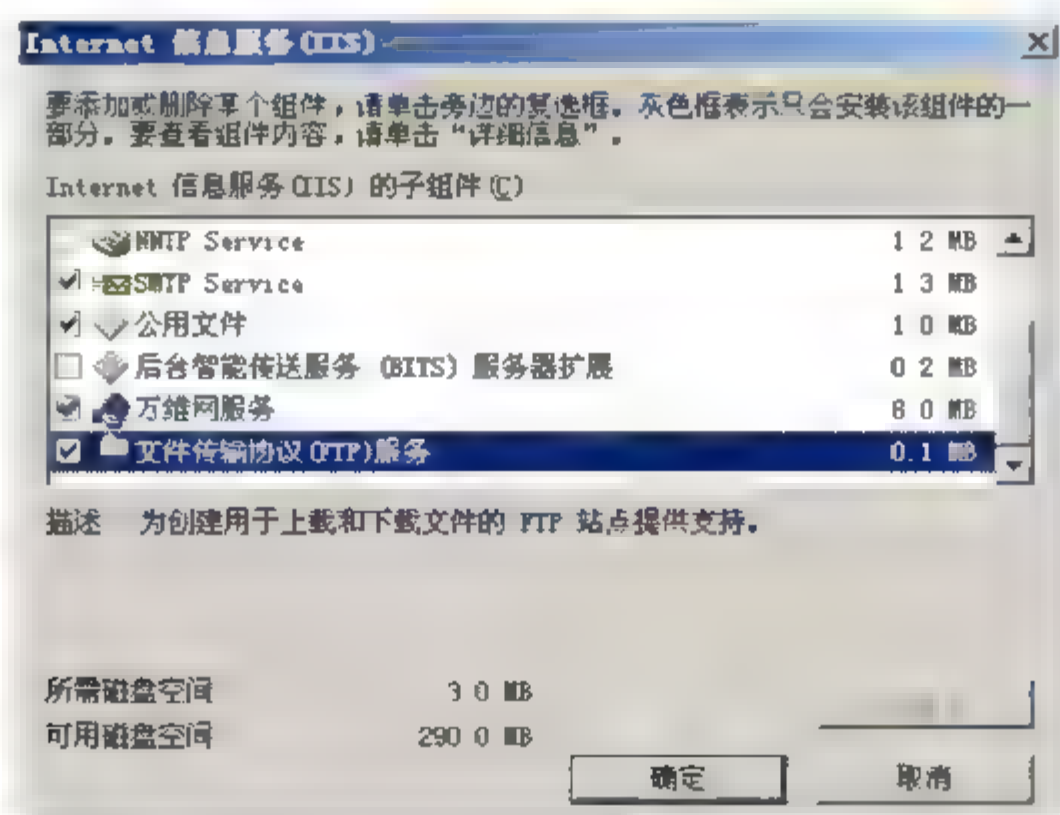 Internet 信息服务(IIS)
要添加或删除某个组件，请单击旁边的复选框。灰色框表示只会安装该组件的一
部分。要查看组件内容，请单击“详细信息”。
Internet 信息服务(IIS) 的子组件(C)
NNTP Service 1 2 MB
SMTP Service 1 3 MB
公用文件 1 0 MB
后台智能传送服务 (BITS) 服务器扩展 0 2 MB
万维网服务 8 0 MB
文件传输协议(FTP)服务 0.1 MB
描述 为创建用于上载和下载文件的 FTP 站点提供支持。
所需磁盘空间 3 0 MB
可用磁盘空间 290 0 MB
确定 取消